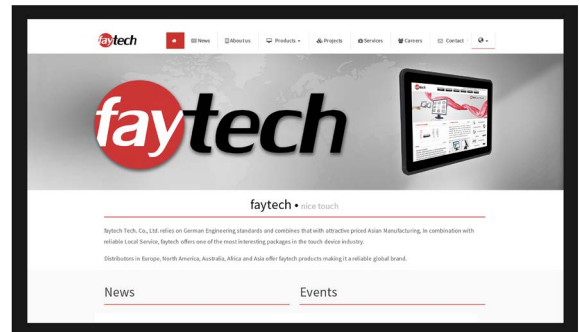 faytech
News
About us
Products
Projects
Services
Careers
Contact
faytech
faytech • nice touch
faytech Tech. Co., Ltd. relies on German Engineering standards and combines that with attractive priced Asian Manufacturing, In combination with
reliable Local Service, faytech offers one of the most interesting packages in the touch device industry.
Distributors in Europe, North America, Australia, Africa and Asia offer faytech products making it a reliable global brand.
News
Events